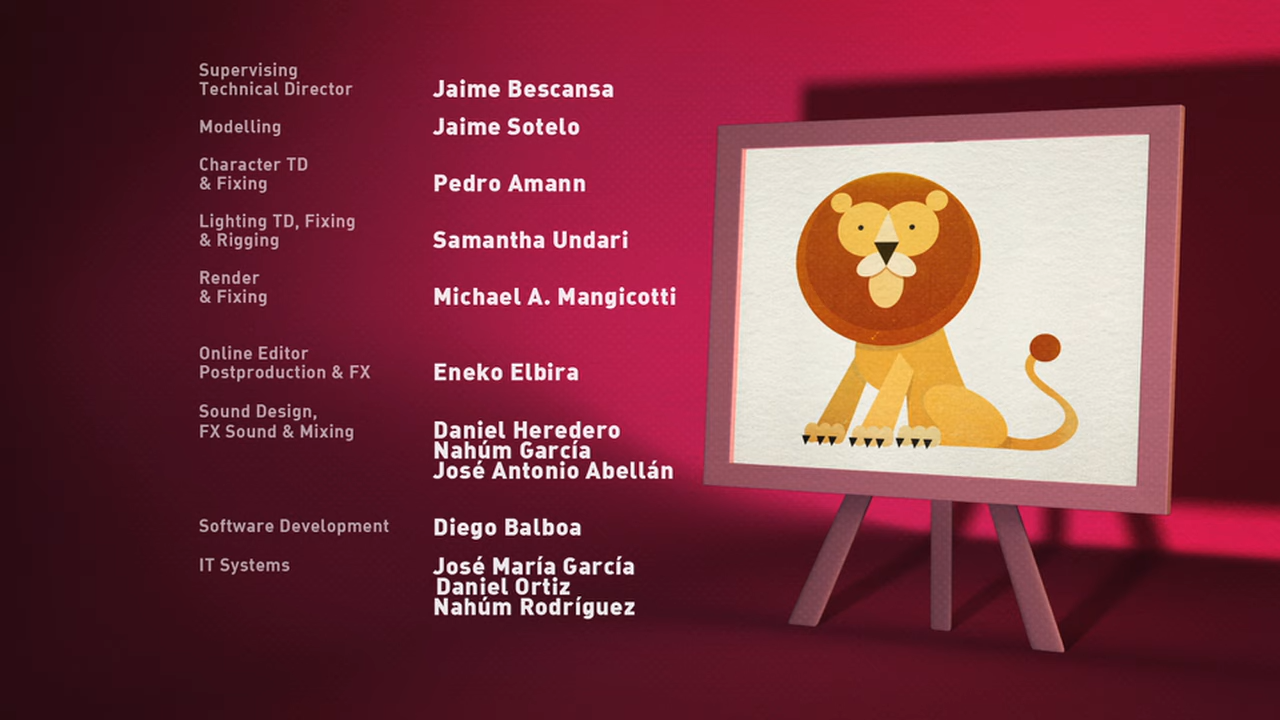 Supervising
Technical Director
Jaime Bescansa
Modelling
Jaime Sotelo
Character TD
& Fixing
Pedro Amann
Lighting TD, Fixing
& Rigging
Samantha Undari
Render
& Fixing
Michael A. Mangicotti
Online Editor
Postproduction & FX
Eneko Elbira
Sound Design,
FX Sound & Mixing
Daniel Heredero
Nahúm García
José Antonio Abellán
Software Development
Diego Balboa
IT Systems
José María García
Daniel Ortiz
Nahúm Rodríguez